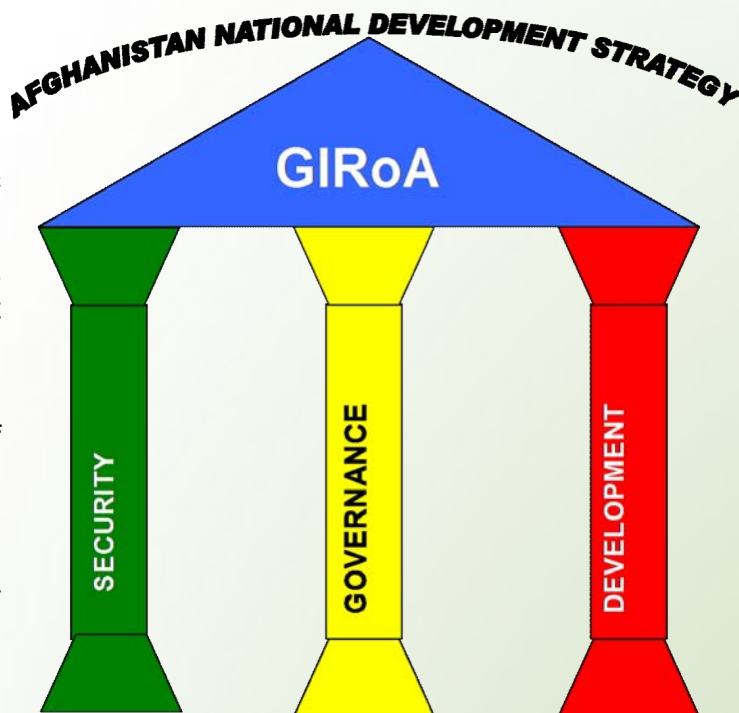 AFGHANISTAN NATIONAL DEVELOPMENT STRATEGY
GIRoA
SECURITY
GOVERNANCE
DEVELOPMENT